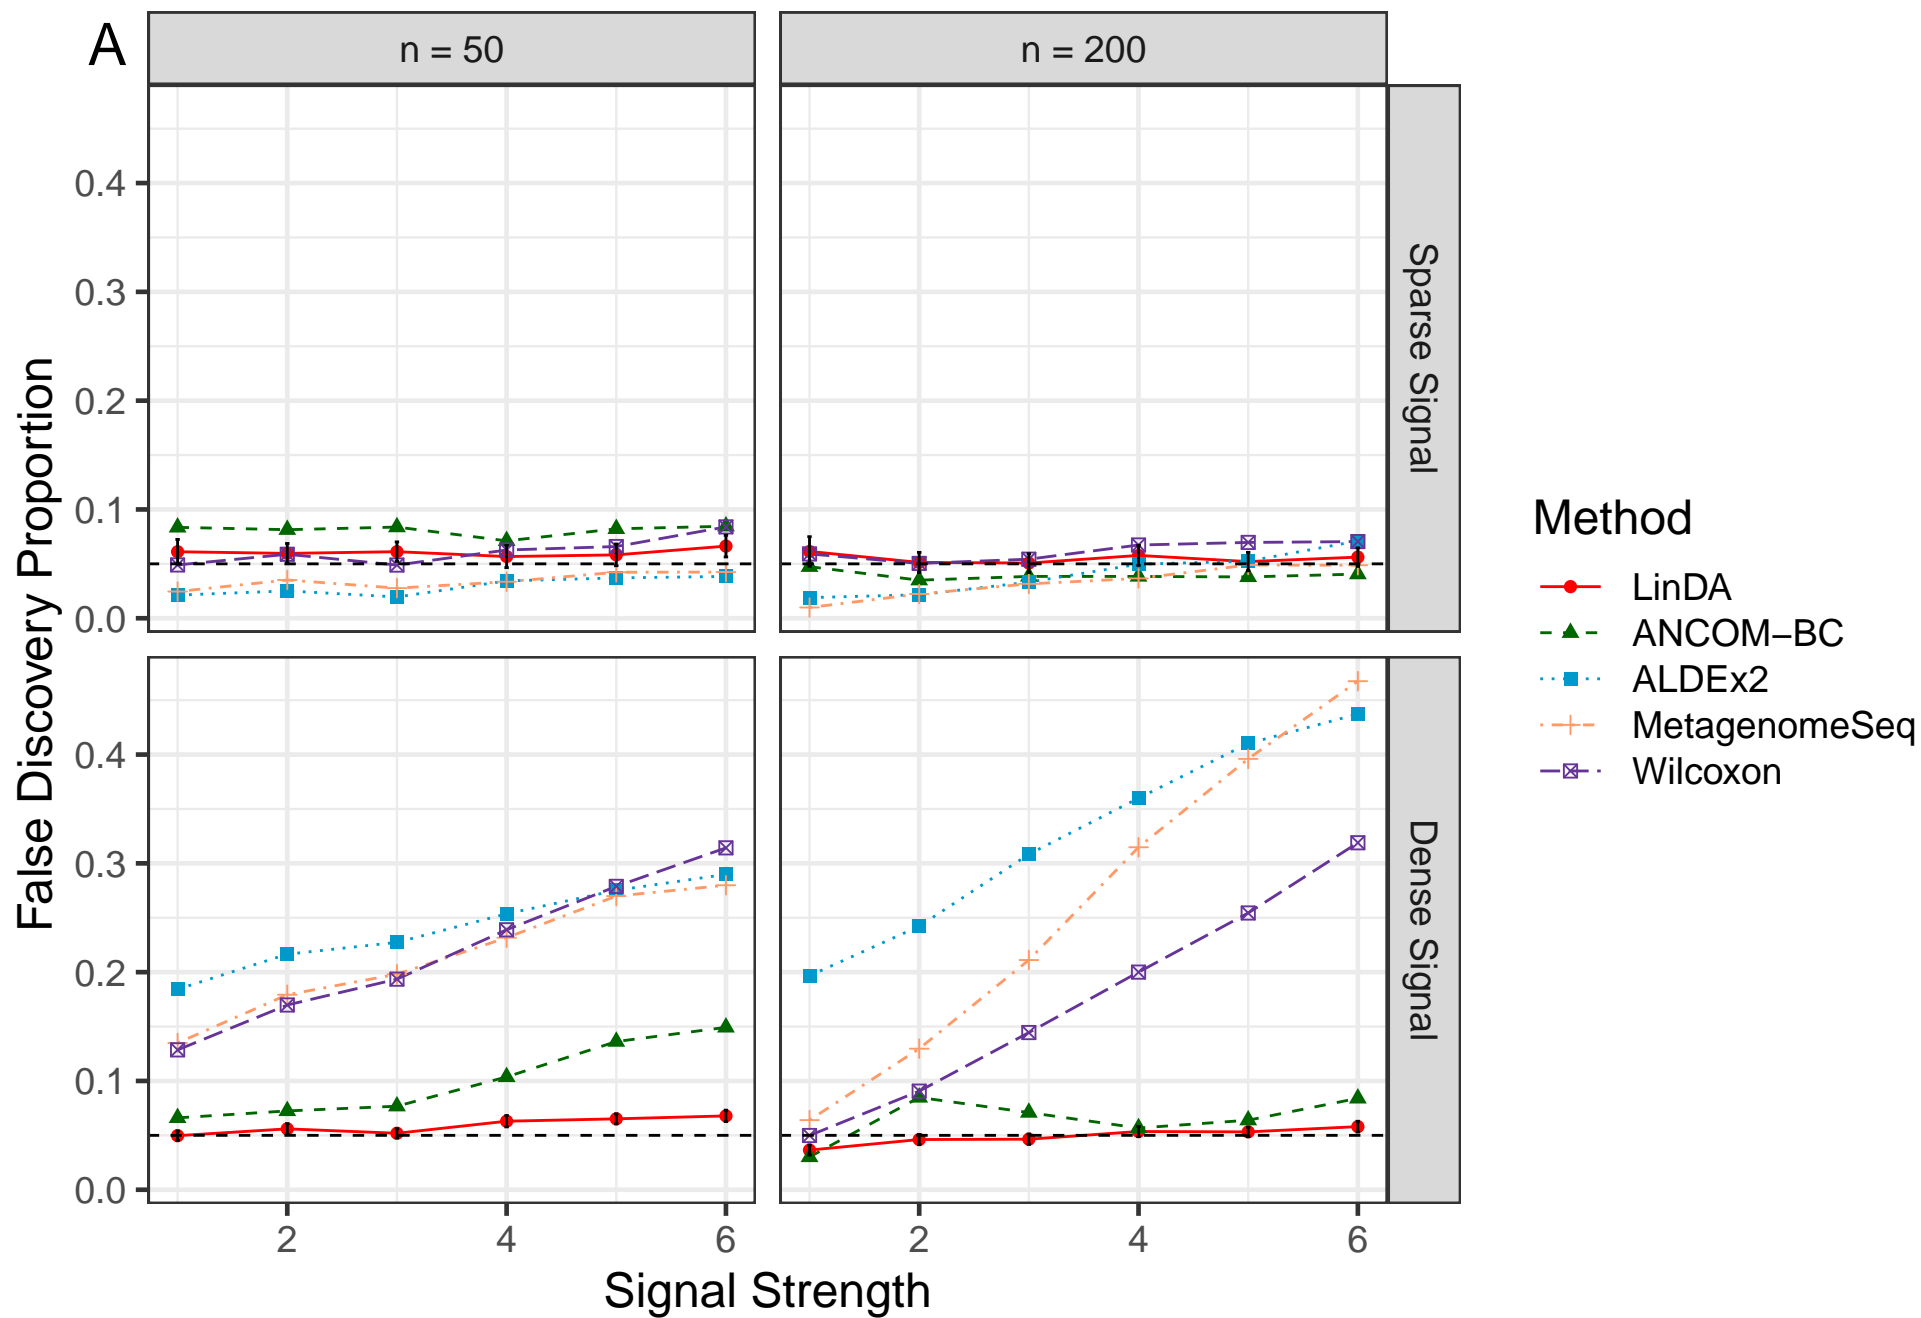 A
n = 50
n = 200
0.4
0.3
0.2
0.1
0.0
Sparse Signal
0.4
0.3
0.2
0.1
0.0
Dense Signal
2
4
6
2
4
6
False Discovery Proportion
Signal Strength
Method
LinDA
ANCOM−BC
ALDEx2
MetagenomeSeq
Wilcoxon